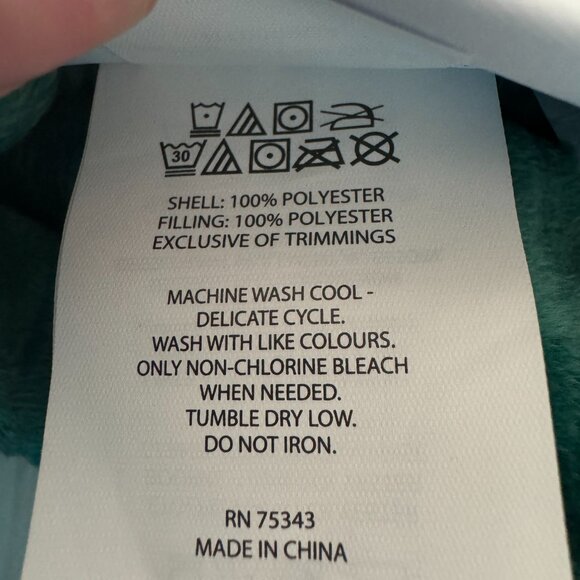 30
SHELL: 100% POLYESTER
FILLING: 100% POLYESTER
EXCLUSIVE OF TRIMMINGS
MACHINE WASH COOL -
DELICATE CYCLE.
WASH WITH LIKE COLOURS.
ONLY NON-CHLORINE BLEACH
WHEN NEEDED.
TUMBLE DRY LOW.
DO NOT IRON.
RN 75343
MADE IN CHINA